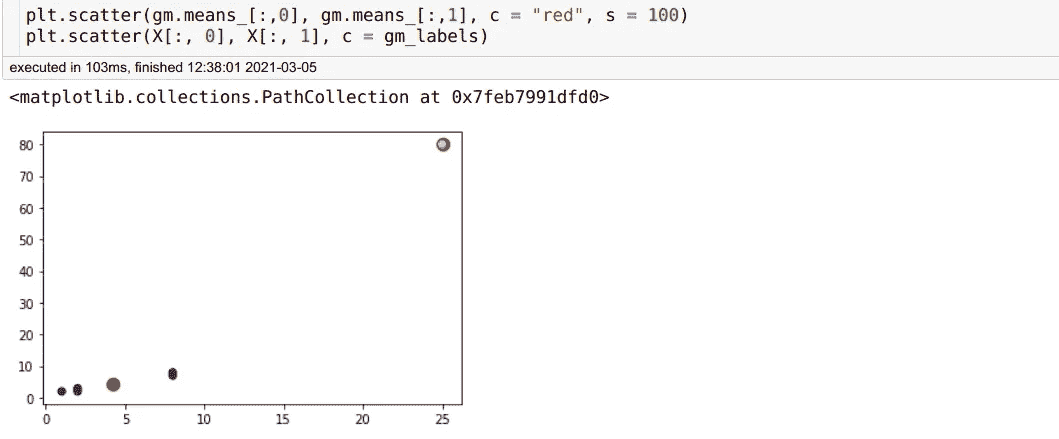 plt.scatter(gm.means_[:,0], gm.means_[:,1], c = "red", s = 100)
plt.scatter(X[:, 0], X[:, 1], c = gm_labels)
executed in 103ms, finished 12:38:01 2021-03-05
<matplotlib.collections.PathCollection at 0x7feb7991dfd0>
80
70
60
50
40
30
20
10
0
0 5 10 15 20 25